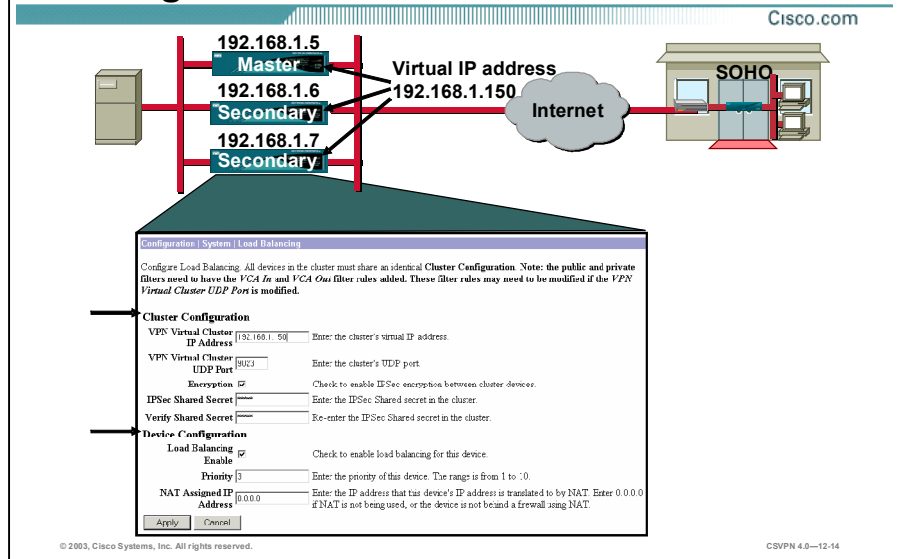 Cisco.com
192.168.1.5
Master
Virtual IP address
192.168.1.6
192.168.1.150
Secondary
Internet
SOHO
192.168.1.7
Secondary
Configuration | System | Load Balancing
Configure Load Balancing. All devices in the cluster must share an identical Cluster Configuration. Note: the public and private
filters need to have the VCA In and VCA Out filter rules added. These filter rules may need to be modified if the VPN
Virtual Cluster UDP Port is modified.
Cluster Configuration
VPN Virtual Cluster IP Address 192.168.1.150 Enter the cluster's virtual IP address.
VPN Virtual Cluster UDP Port 9023 Enter the cluster's UDP port.
Encryption Check to enable IPSec encryption between cluster devices.
IPSec Shared Secret Enter the IPSec Shared secret in the cluster.
Verify Shared Secret Re-enter the IPSec Shared secret in the cluster.
Device Configuration
Load Balancing Enable Check to enable load balancing for this device.
Priority 3 Enter the priority of this device. The range is from 1 to 10.
NAT Assigned IP Address 0.0.0.0 Enter the IP address that this device's IP address is translated to by NAT. Enter 0.0.0.0
if NAT is not being used, or the device is not behind a firewall using NAT.
Apply Cancel
© 2003, Cisco Systems, Inc. All rights reserved.
CSVPN 4.0—12-14